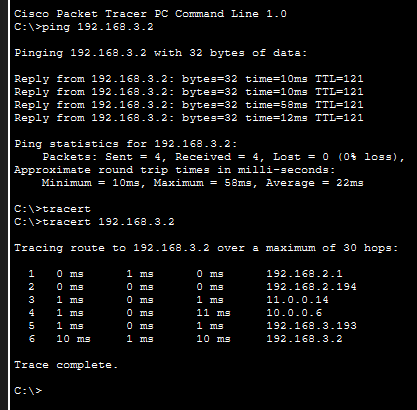 Cisco Packet Tracer PC Command Line 1.0
C:\>ping 192.168.3.2
Pinging 192.168.3.2 with 32 bytes of data:
Reply from 192.168.3.2: bytes=32 time=10ms TTL=121
Reply from 192.168.3.2: bytes=32 time=10ms TTL=121
Reply from 192.168.3.2: bytes=32 time=58ms TTL=121
Reply from 192.168.3.2: bytes=32 time=12ms TTL=121
Ping statistics for 192.168.3.2:
Packets: Sent = 4, Received = 4, Lost = 0 (0% loss),
Approximate round trip times in milli-seconds:
Minimum = 10ms, Maximum = 58ms, Average = 22ms
C:\>tracert
C:\>tracert 192.168.3.2
Tracing route to 192.168.3.2 over a maximum of 30 hops:
1 0 ms 1 ms 0 ms 192.168.2.1
2 0 ms 0 ms 0 ms 192.168.2.194
3 1 ms 0 ms 1 ms 11.0.0.14
4 1 ms 0 ms 11 ms 10.0.0.6
5 1 ms 0 ms 1 ms 192.168.3.193
6 10 ms 1 ms 10 ms 192.168.3.2
Trace complete.
C:\>